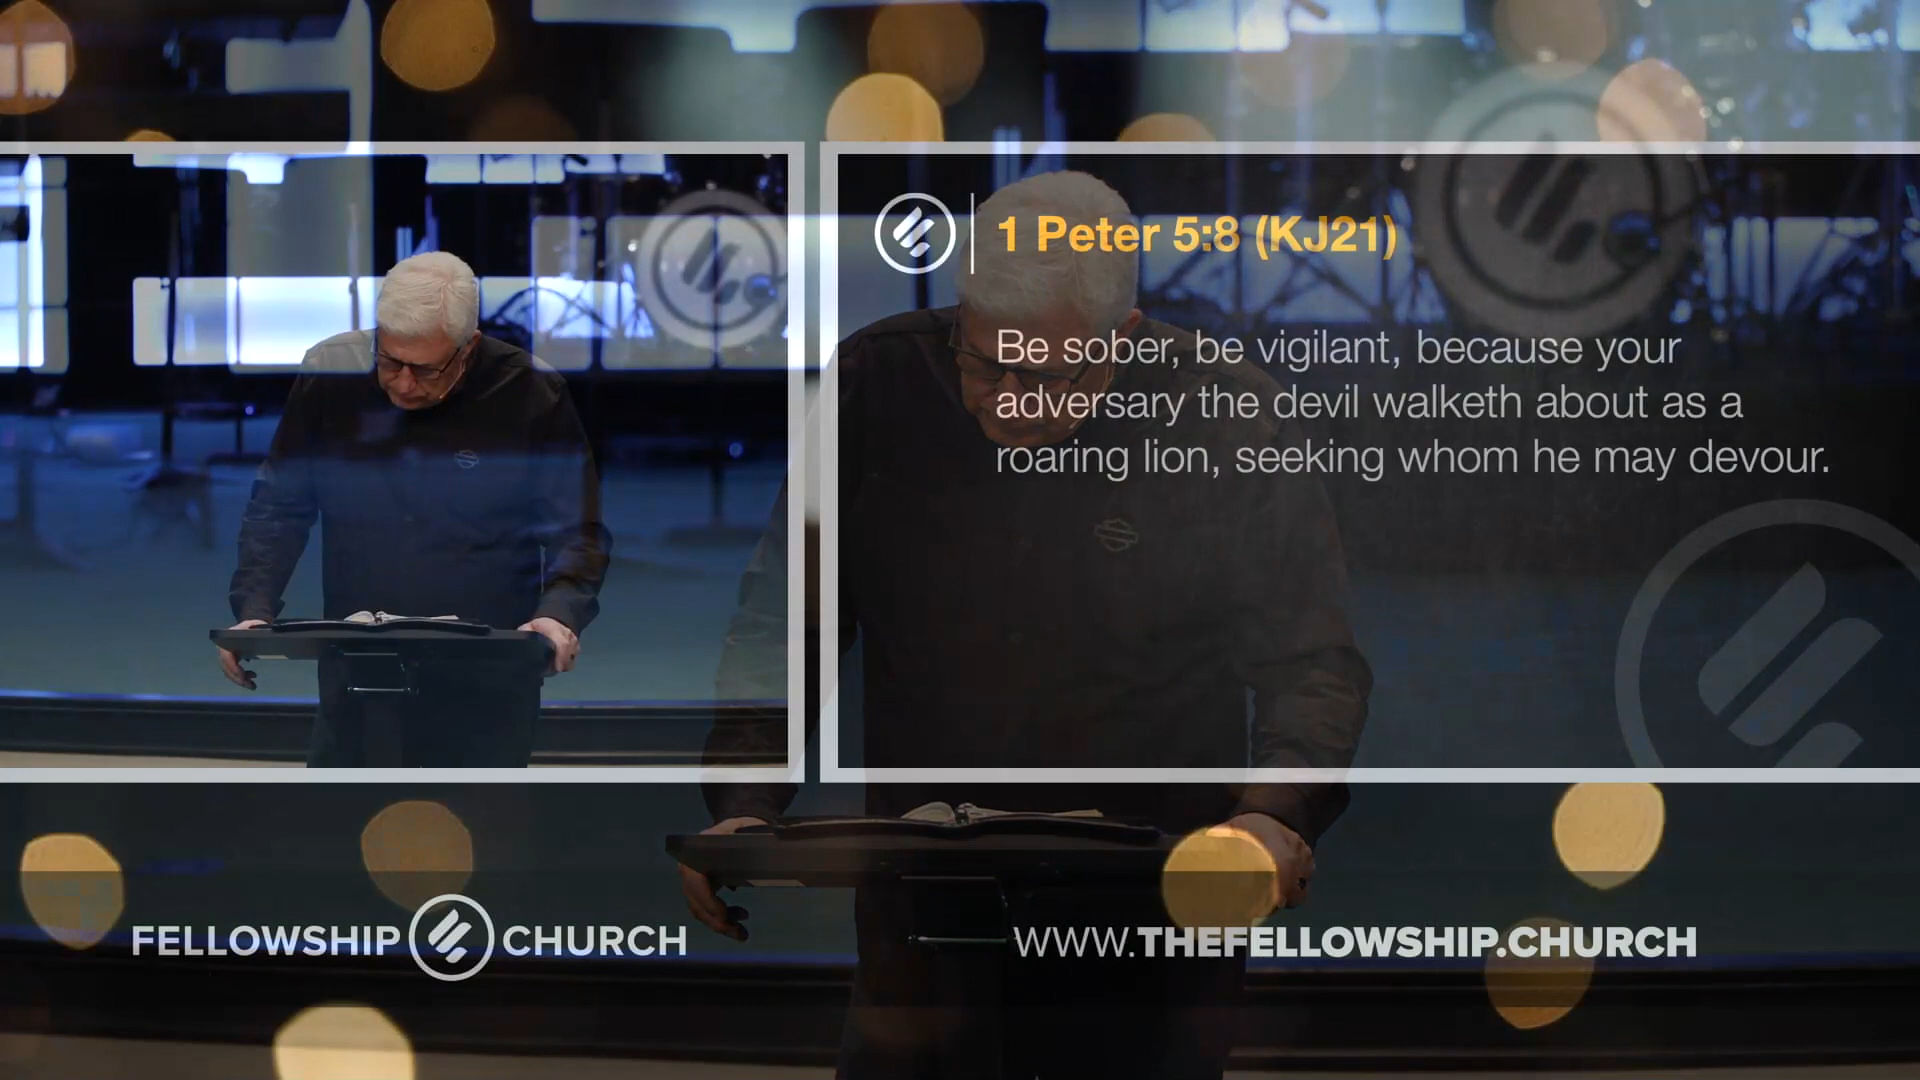 1 Peter 5:8 (KJ21)
Be sober, be vigilant, because your
adversary the devil walketh about as a
roaring lion, seeking whom he may devour.
FELLOWSHIP CHURCH
WWW.THEFELLOWSHIP.CHURCH